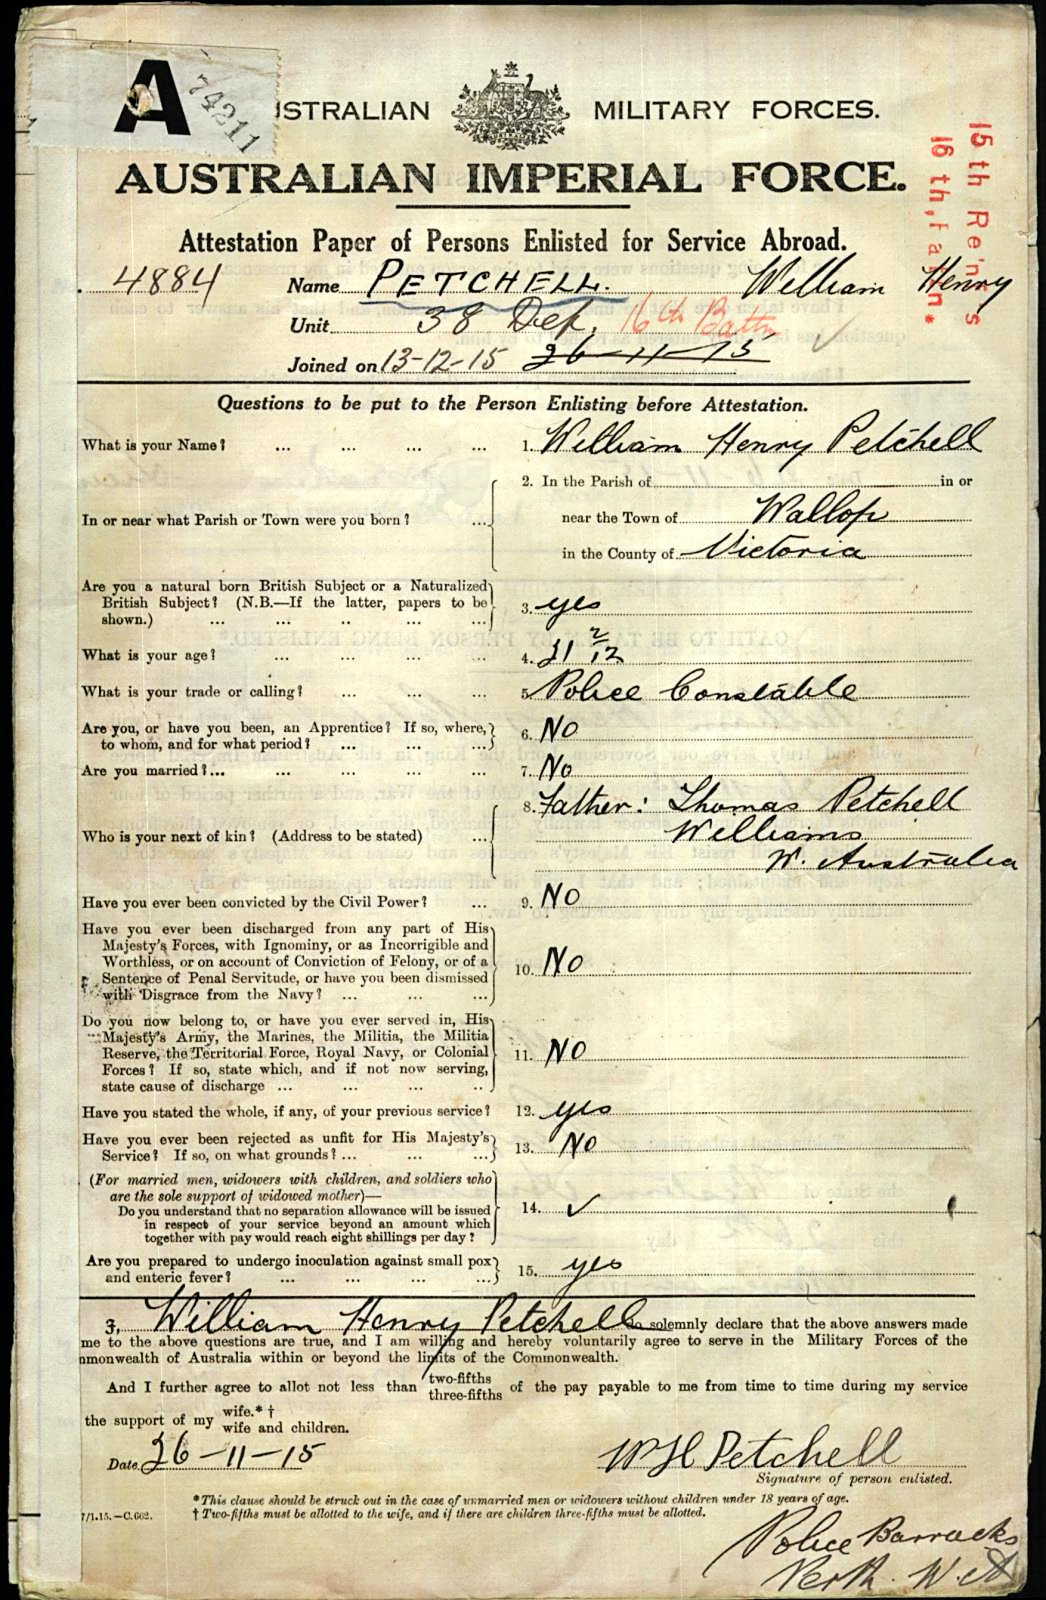 A 74211
USTRALIAN MILITARY FORCES.
AUSTRALIAN IMPERIAL FORCE.
15th Re'n s
16th
Attestation Paper of Persons Enlisted for Service Abroad.
4884 Name PETCHELL. William Henry
Unit 38 Dep. 16th Battn
Joined on 13-12-15 26-11-15
Questions to be put to the Person Enlisting before Attestation.
What is your Name? ... ... ... ... 1. William Henry Petchell
2. In the Parish of in or
In or near what Parish or Town were you born? ... near the Town of Wallop
in the County of Victoria
Are you a natural born British Subject or a Naturalized
British Subject? (N.B.—If the latter, papers to be 3. yes
shown.) ... ... .. ... ...
What is your age? ... ... ... ... 4. 21 2/12
What is your trade or calling? ... ... ... 5. Police Constable
Are you, or have you been, an Apprentice? If so, where, 6. No
to whom, and for what period? ... ... ...
Are you married?... ... ... ... ... 7. No
8. Father: Thomas Petchell
Who is your next of kin? (Address to be stated) ... Williams
W. Australia
Have you ever been convicted by the Civil Power? ... 9. No
Have you ever been discharged from any part of His
Majesty's Forces, with Ignominy, or as Incorrigible and
Worthless, or on account of Conviction of Felony, or of a 10. No
Sentence of Penal Servitude, or have you been dismissed
with Disgrace from the Navy? ... ... ...
Do you now belong to, or have you ever served in, His
Majesty's Army, the Marines, the Militia, the Militia
Reserve, the Territorial Force, Royal Navy, or Colonial 11. No
Forces? If so, state which, and if not now serving,
state cause of discharge ... ... ... ..
Have you stated the whole, if any, of your previous service? 12. yes
Have you ever been rejected as unfit for His Majesty's 13. No
Service? If so, on what grounds? ... ... ...
(For married men, widowers with children, and soldiers who
are the sole support of widowed mother)—
Do you understand that no separation allowance will be issued 14. ✓
in respect of your service beyond an amount which
together with pay would reach eight shillings per day?
Are you prepared to undergo inoculation against small pox 15. yes
and enteric fever? ... ... ... ...
I, William Henry Petchell do solemnly declare that the above answers made
me to the above questions are true, and I am willing and hereby voluntarily agree to serve in the Military Forces of the
mmonwealth of Australia within or beyond the limits of the Commonwealth.
And I further agree to allot not less than two-fifths three-fifths of the pay payable to me from time to time during my service
the support of my wife.* † wife and children.
Date 26-11-15 WH Petchell
Signature of person enlisted.
*This clause should be struck out in the case of unmarried men or widowers without children under 18 years of age.
7/1.15.—C.662. † Two-fifths must be allotted to the wife, and if there are children three-fifths must be allotted.
Police Barracks
Perth. W.A